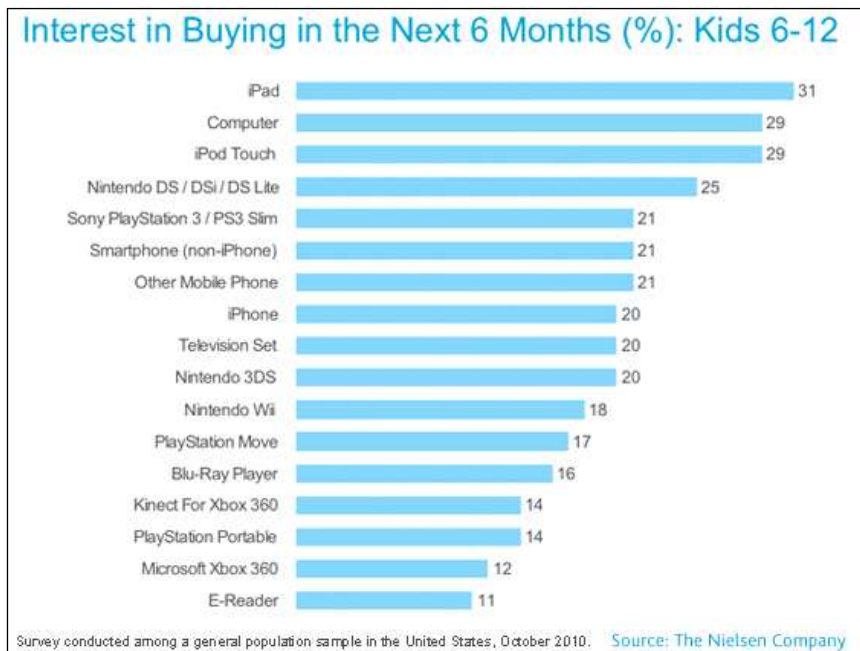 Interest in Buying in the Next 6 Months (%): Kids 6-12
iPad 31
Computer 29
iPod Touch 29
Nintendo DS / DSi / DS Lite 25
Sony PlayStation 3 / PS3 Slim 21
Smartphone (non-iPhone) 21
Other Mobile Phone 21
iPhone 20
Television Set 20
Nintendo 3DS 20
Nintendo Wii 18
PlayStation Move 17
Blu-Ray Player 16
Kinect For Xbox 360 14
PlayStation Portable 14
Microsoft Xbox 360 12
E-Reader 11
Survey conducted among a general population sample in the United States, October 2010. Source: The Nielsen Company